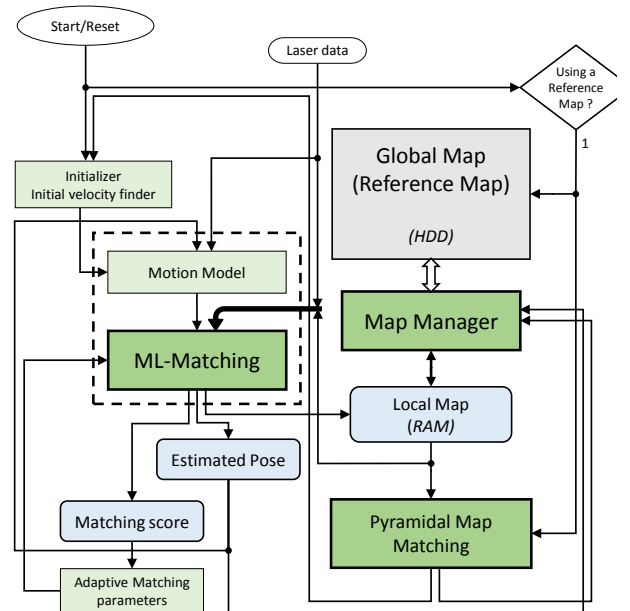 Start/Reset
Laser data
Using a
Reference
Map ?
1
Initializer
Initial velocity finder
Global Map
(Reference Map)
(HDD)
Motion Model
Map Manager
ML-Matching
Local Map
(RAM)
Estimated Pose
Matching score
Pyramidal Map
Matching
Adaptive Matching
parameters